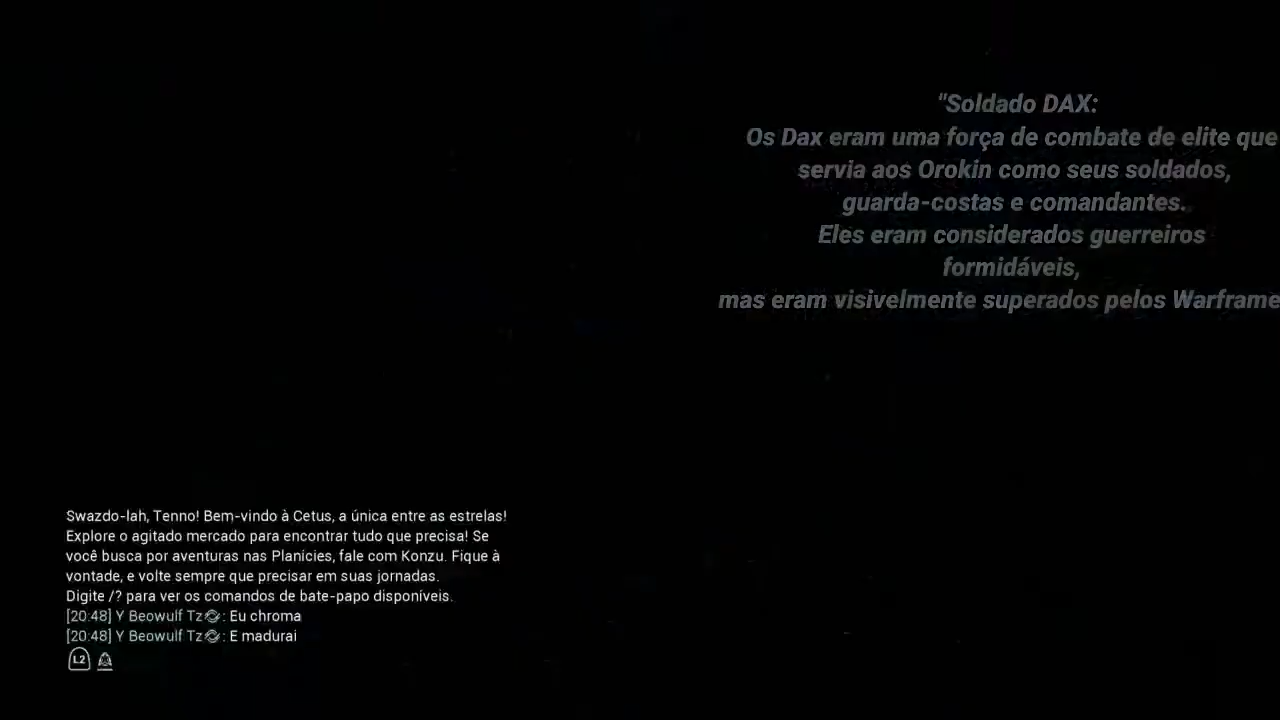 "Soldado DAX:
Os Dax eram uma força de combate de elite que
servia aos Orokin como seus soldados,
guarda-costas e comandantes.
Eles eram considerados guerreiros
formidáveis,
mas eram visivelmente superados pelos Warframe
Swazdo-lah, Tenno! Bem-vindo à Cetus, a única entre as estrelas!
Explore o agitado mercado para encontrar tudo que precisa! Se
você busca por aventuras nas Planícies, fale com Konzu. Fique à
vontade, e volte sempre que precisar em suas jornadas.
Digite /? para ver os comandos de bate-papo disponíveis.
[20:48] Y Beowulf Tz: Eu chroma
[20:48] Y Beowulf Tz: E madurai
L2